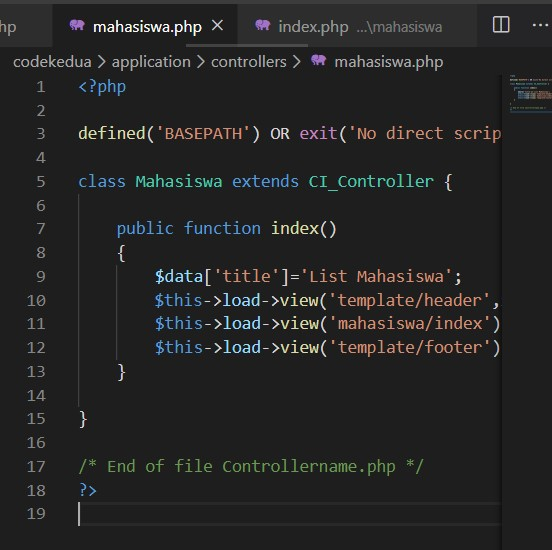 hp mahasiswa.php × index.php ...\mahasiswa ...
codekedua > application > controllers > mahasiswa.php
1 <?php
2
3 defined('BASEPATH') OR exit('No direct scrip
4
5 class Mahasiswa extends CI_Controller {
6
7 public function index()
8 {
9 $data['title']='List Mahasiswa';
10 $this->load->view('template/header',
11 $this->load->view('mahasiswa/index')
12 $this->load->view('template/footer')
13 }
14
15 }
16
17 /* End of file Controllername.php */
18 ?>
19